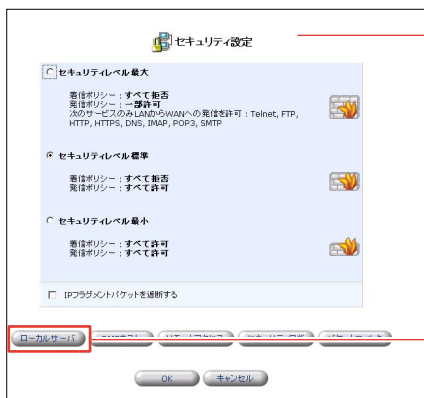 セキュリティ設定
セキュリティレベル最大
着信ポリシー：すべて拒否
発信ポリシー：一部許可
次のサービスのみLANからWANへの発信を許可：Telnet, FTP,
HTTP, HTTPS, DNS, IMAP, POP3, SMTP
セキュリティレベル標準
着信ポリシー：すべて拒否
発信ポリシー：すべて許可
セキュリティレベル最小
着信ポリシー：すべて許可
発信ポリシー：すべて許可
IPフラグメントパケットを遮断する
ローカルサーバ
OK キャンセル